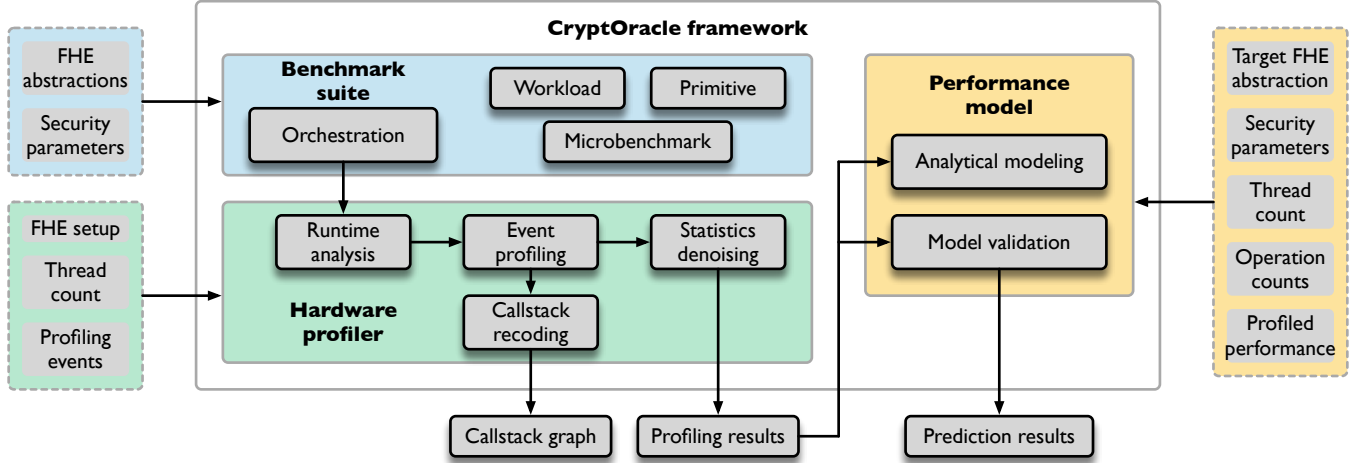 CryptOracle framework
FHE
abstractions
Security
parameters
Benchmark
suite
Workload
Primitive
Orchestration
Microbenchmark
FHE setup
Thread
count
Profiling
events
Runtime
analysis
Event
profiling
Statistics
denoising
Hardware
profiler
Callstack
recoding
Performance
model
Analytical modeling
Model validation
Target FHE
abstraction
Security
parameters
Thread
count
Operation
counts
Profiled
performance
Callstack graph
Profiling results
Prediction results